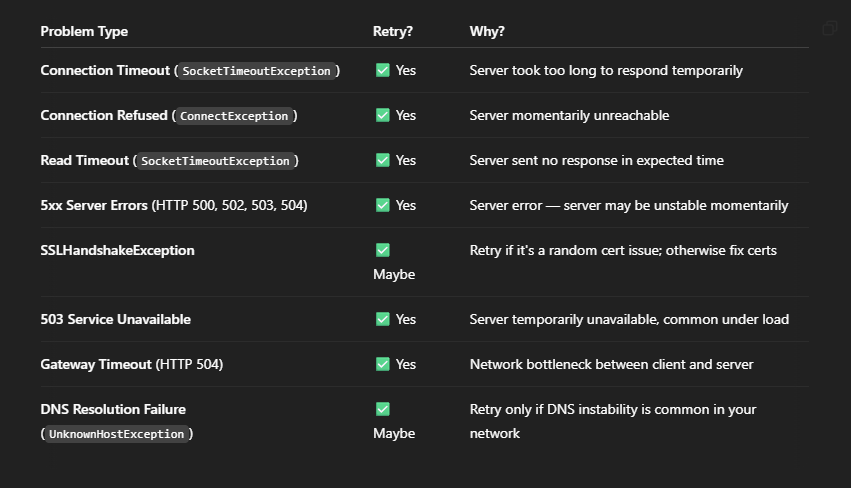 Problem Type Retry? Why?
Connection Timeout (SocketTimeoutException) ✅ Yes Server took too long to respond temporarily
Connection Refused (ConnectException) ✅ Yes Server momentarily unreachable
Read Timeout (SocketTimeoutException) ✅ Yes Server sent no response in expected time
5xx Server Errors (HTTP 500, 502, 503, 504) ✅ Yes Server error — server may be unstable momentarily
SSLHandshakeException ✅ Retry if it's a random cert issue; otherwise fix certs
Maybe
503 Service Unavailable ✅ Yes Server temporarily unavailable, common under load
Gateway Timeout (HTTP 504) ✅ Yes Network bottleneck between client and server
DNS Resolution Failure ✅ Retry only if DNS instability is common in your
(UnknownHostException) Maybe network